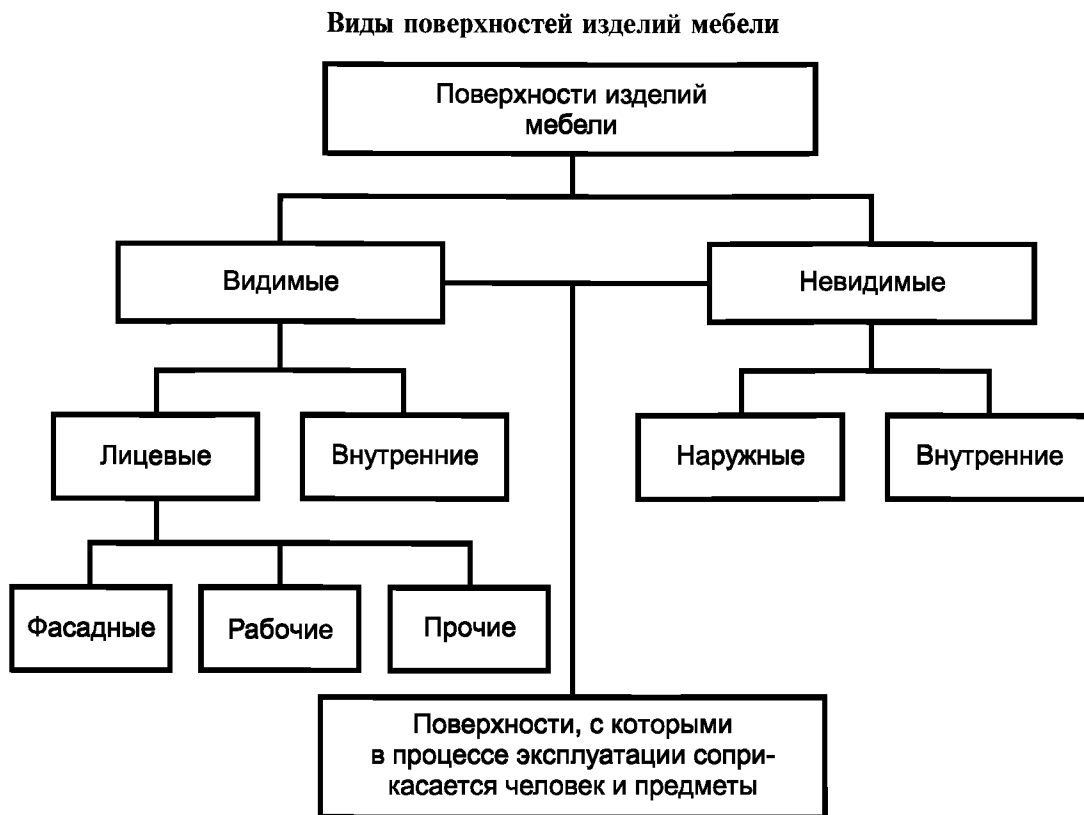 Виды поверхностей изделий мебели
Поверхности изделий
мебели
Видимые
Невидимые
Лицевые
Внутренние
Наружные
Внутренние
Фасадные
Рабочие
Прочие
Поверхности, с которыми
в процессе эксплуатации сопри-
касается человек и предметы